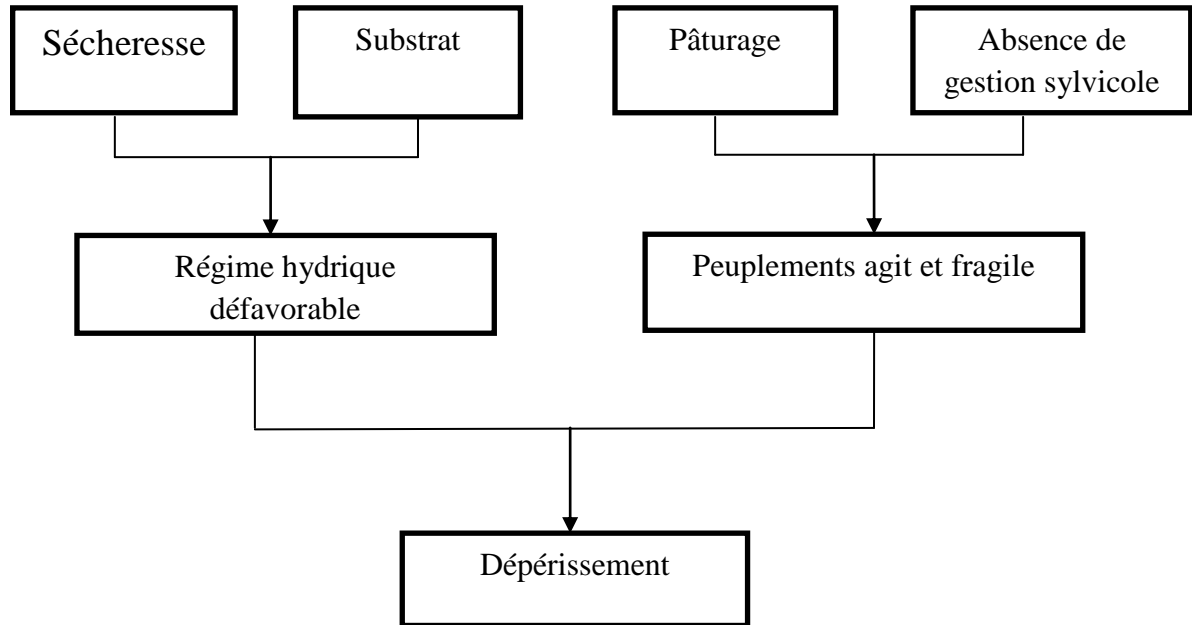 Sécheresse
Substrat
Pâturage
Absence de
gestion sylvicole
Régime hydrique
défavorable
Peuplements agit et fragile
Dépérissement